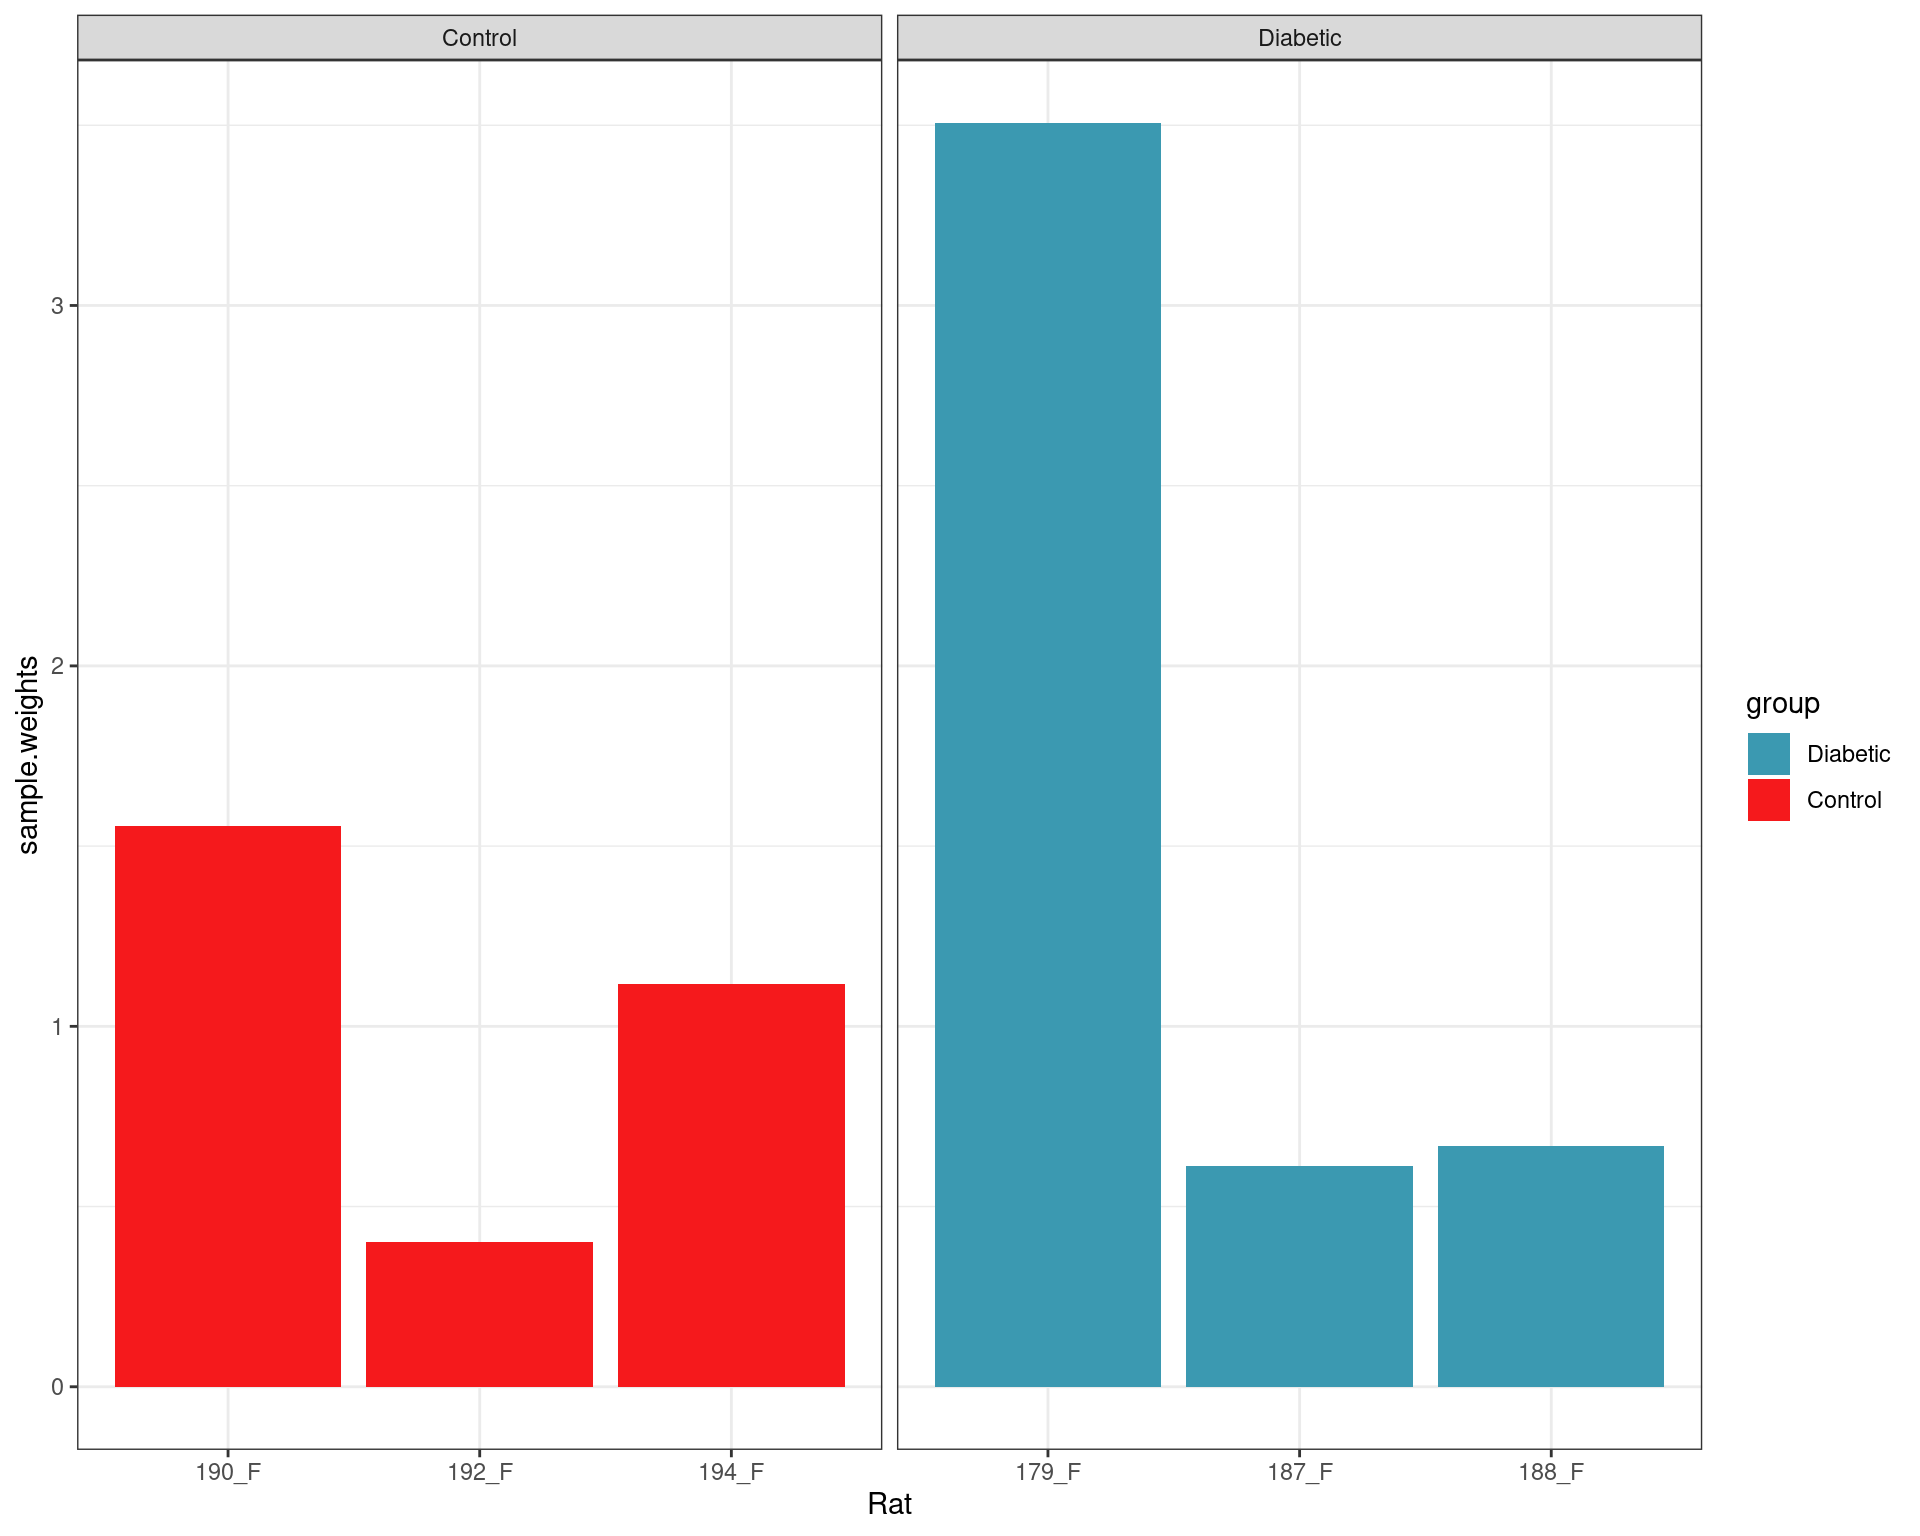 Control
Diabetic
sample.weights
3
2
1
0
190_F
192_F
194_F
179_F
187_F
188_F
Rat
group
Diabetic
Control